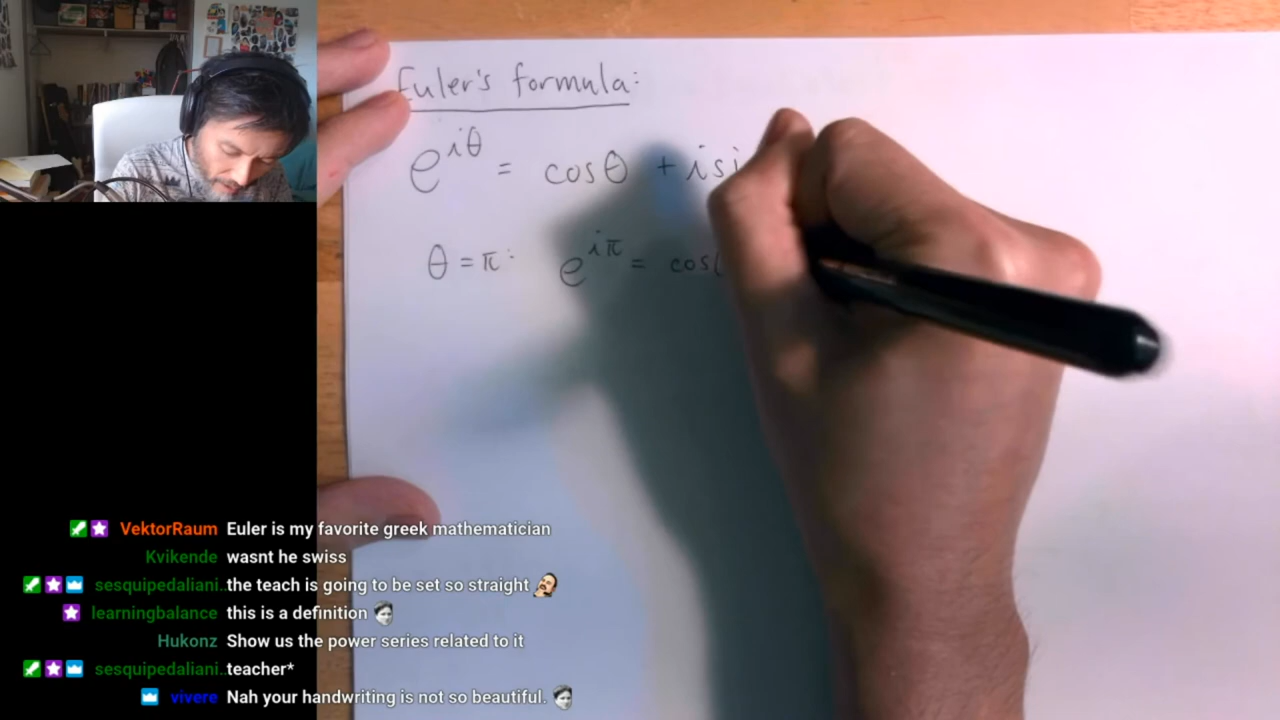 Euler's formula:
e^{iθ} = cosθ + i si
θ = π: e^{iπ} = cos(
VektorRaum Euler is my favorite greek mathematician
Kvikende wasnt he swiss
sesquipedaliani.. the teach is going to be set so straight
learningbalance this is a definition
Hukonz Show us the power series related to it
sesquipedaliani.. teacher*
vivere Nah your handwriting is not so beautiful.